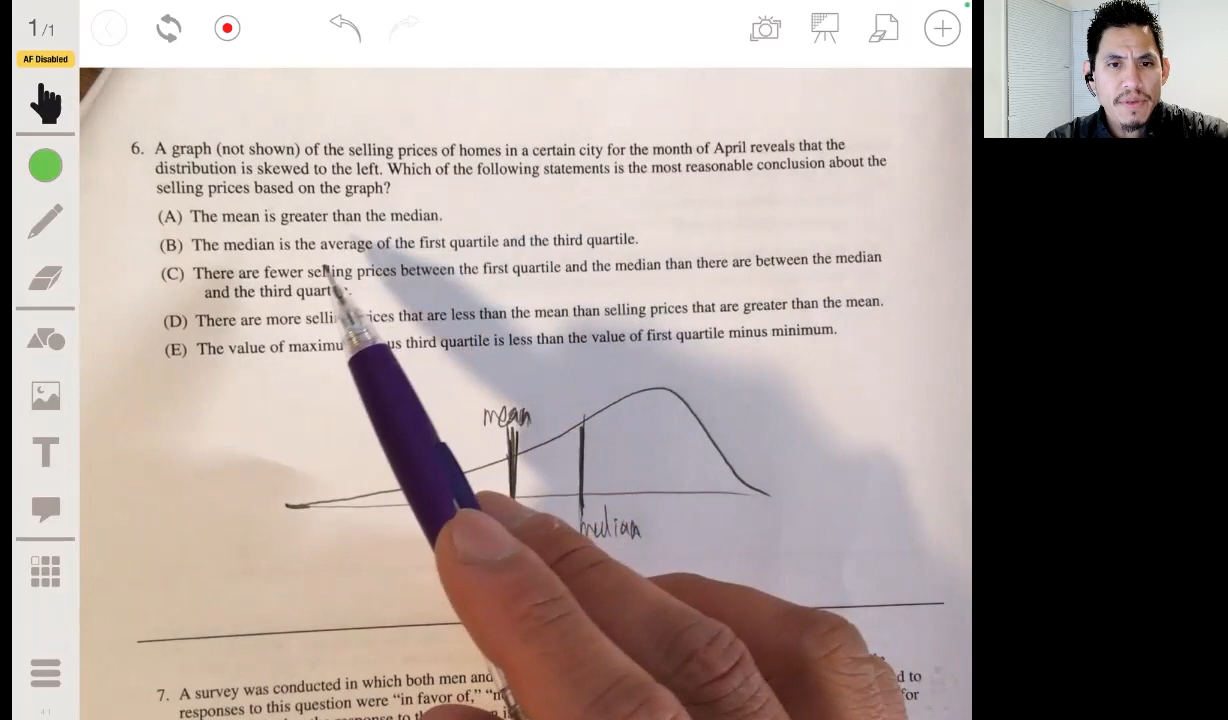 1/1
AF Disabled
6. A graph (not shown) of the selling prices of homes in a certain city for the month of April reveals that the
distribution is skewed to the left. Which of the following statements is the most reasonable conclusion about the
selling prices based on the graph?
(A) The mean is greater than the median.
(B) The median is the average of the first quartile and the third quartile.
(C) There are fewer selling prices between the first quartile and the median than there are between the median
and the third
(D) There are more that are less than the mean than selling prices that are greater than the mean.
(E) The value of third quartile is less than the value of first quartile minus minimum.
mean
median
7. A survey was conducted in which both men and
d to
responses to this question were “in favor of,”
for
T